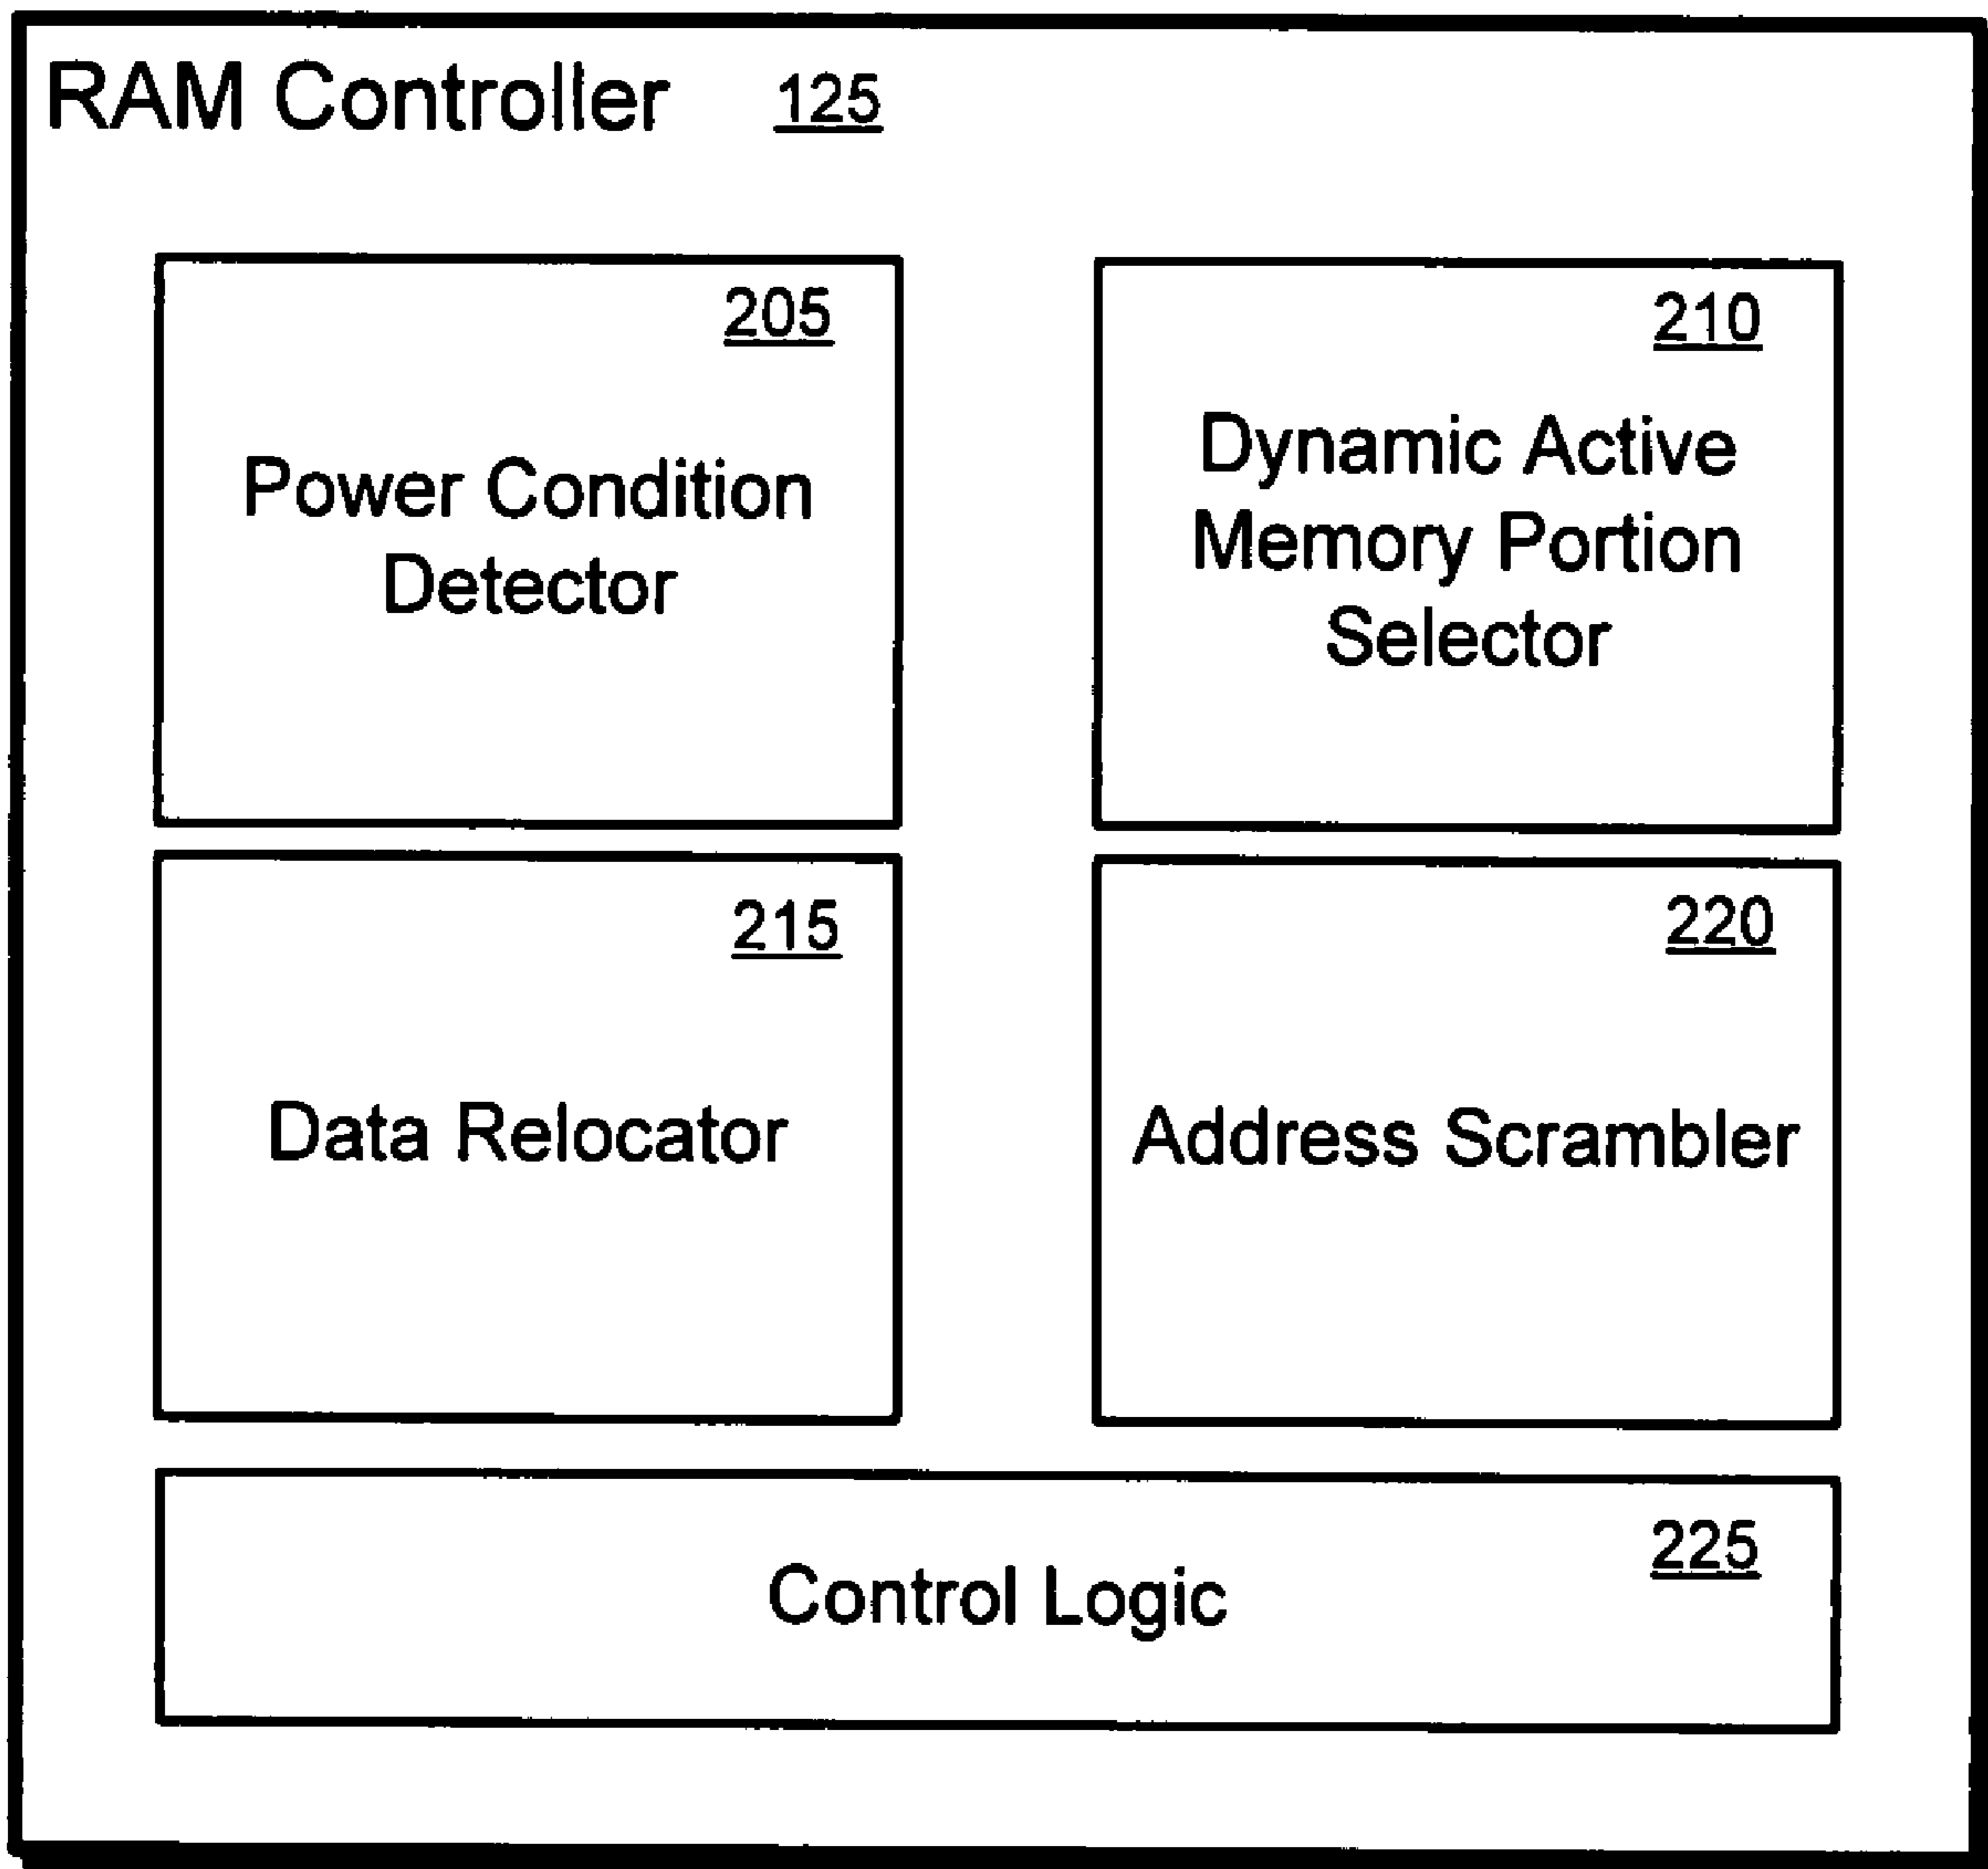 RAM Controller 125
205
Power Condition
Detector
210
Dynamic Active
Memory Portion
Selector
215
Data Relocator
220
Address Scrambler
225
Control Logic